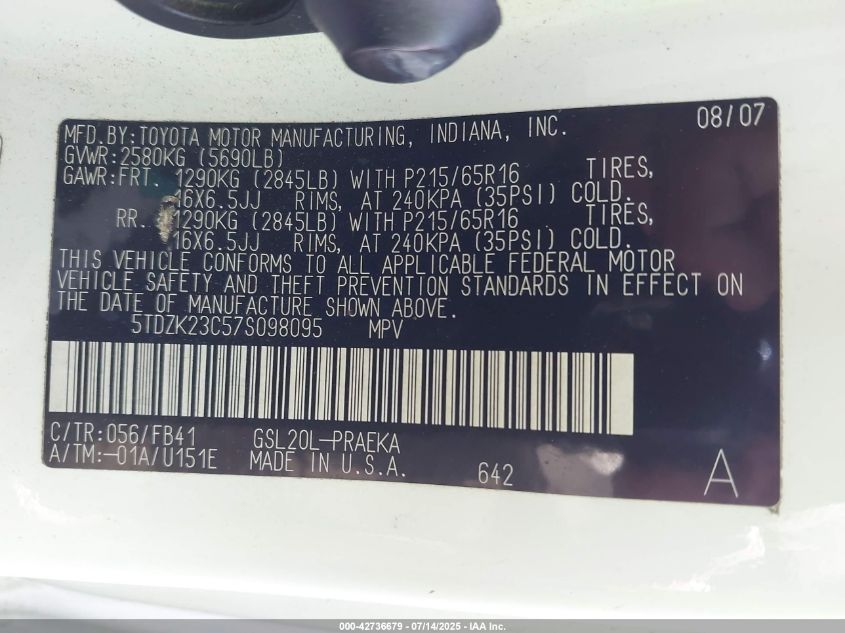 08/07
MFD.BY:TOYOTA MOTOR MANUFACTURING, INDIANA, INC.
GVWR:2580KG (5690LB)
GAWR:FRT. 1290KG (2845LB) WITH P215/65R16 TIRES,
16X6.5JJ RIMS, AT 240KPA (35PSI) COLD.
RR. 1290KG (2845LB) WITH P215/65R16 TIRES,
16X6.5JJ RIMS, AT 240KPA (35PSI) COLD.
THIS VEHICLE CONFORMS TO ALL APPLICABLE FEDERAL MOTOR
VEHICLE SAFETY AND THEFT PREVENTION STANDARDS IN EFFECT ON
THE DATE OF MANUFACTURE SHOWN ABOVE.
5TDZK23C57S098095 MPV
C/TR:056/FB41 GSL20L-PRAEKA
A/TM:-01A/U151E MADE IN U.S.A. 642 A
000-42736679 - 07/14/2025 - IAA Inc.